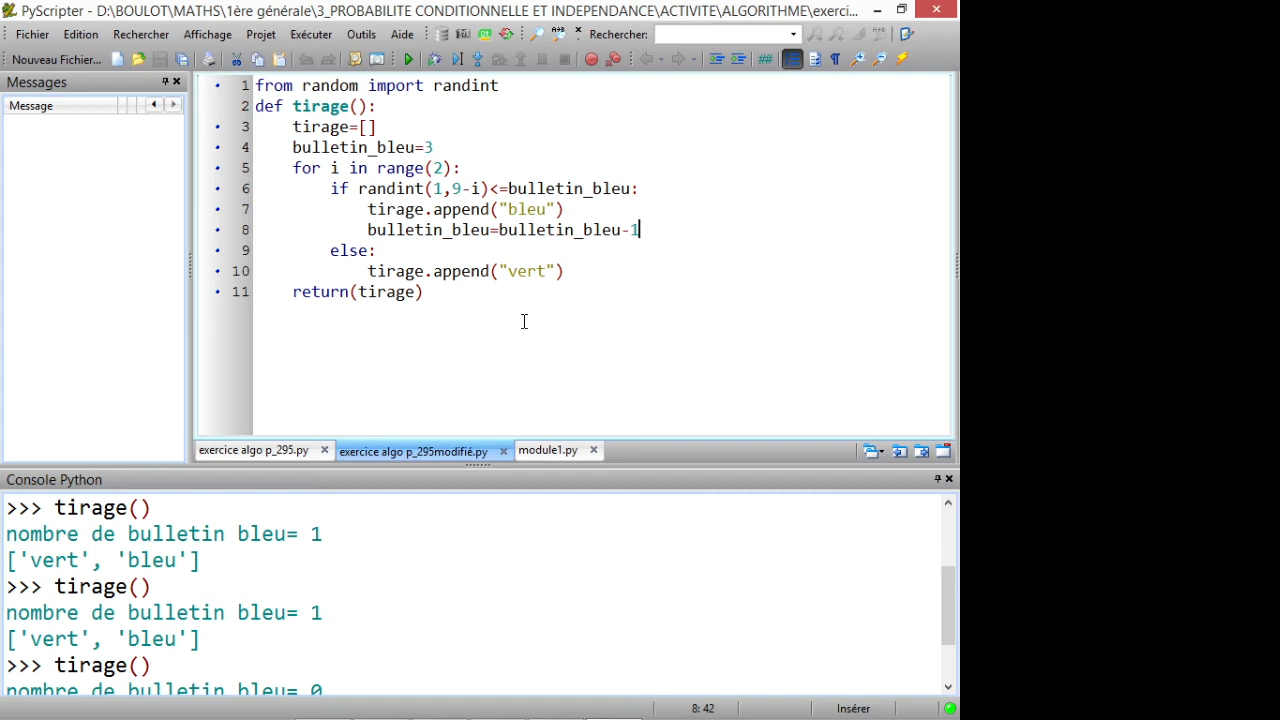 PyScripter - D:\BOULOT\MATHS\1ère générale\3_PROBABILITE CONDITIONNELLE ET INDEPENDANCE\ACTIVITE\ALGORITHME\exerci...
Fichier Edition Rechercher Affichage Projet Exécuter Outils Aide Rechercher:
Nouveau Fichier...
Messages
Message
1 from random import randint
2 def tirage():
3 tirage=[]
4 bulletin_bleu=3
5 for i in range(2):
6 if randint(1,9-i)<=bulletin_bleu:
7 tirage.append("bleu")
8 bulletin_bleu=bulletin_bleu-1
9 else:
10 tirage.append("vert")
11 return(tirage)
exercice algo p_295.py exercice algo p_295modifié.py module1.py
Console Python
>>> tirage()
nombre de bulletin bleu= 1
['vert', 'bleu']
>>> tirage()
nombre de bulletin bleu= 1
['vert', 'bleu']
>>> tirage()
nombre de bulletin bleu= 0
8: 42 Insérer